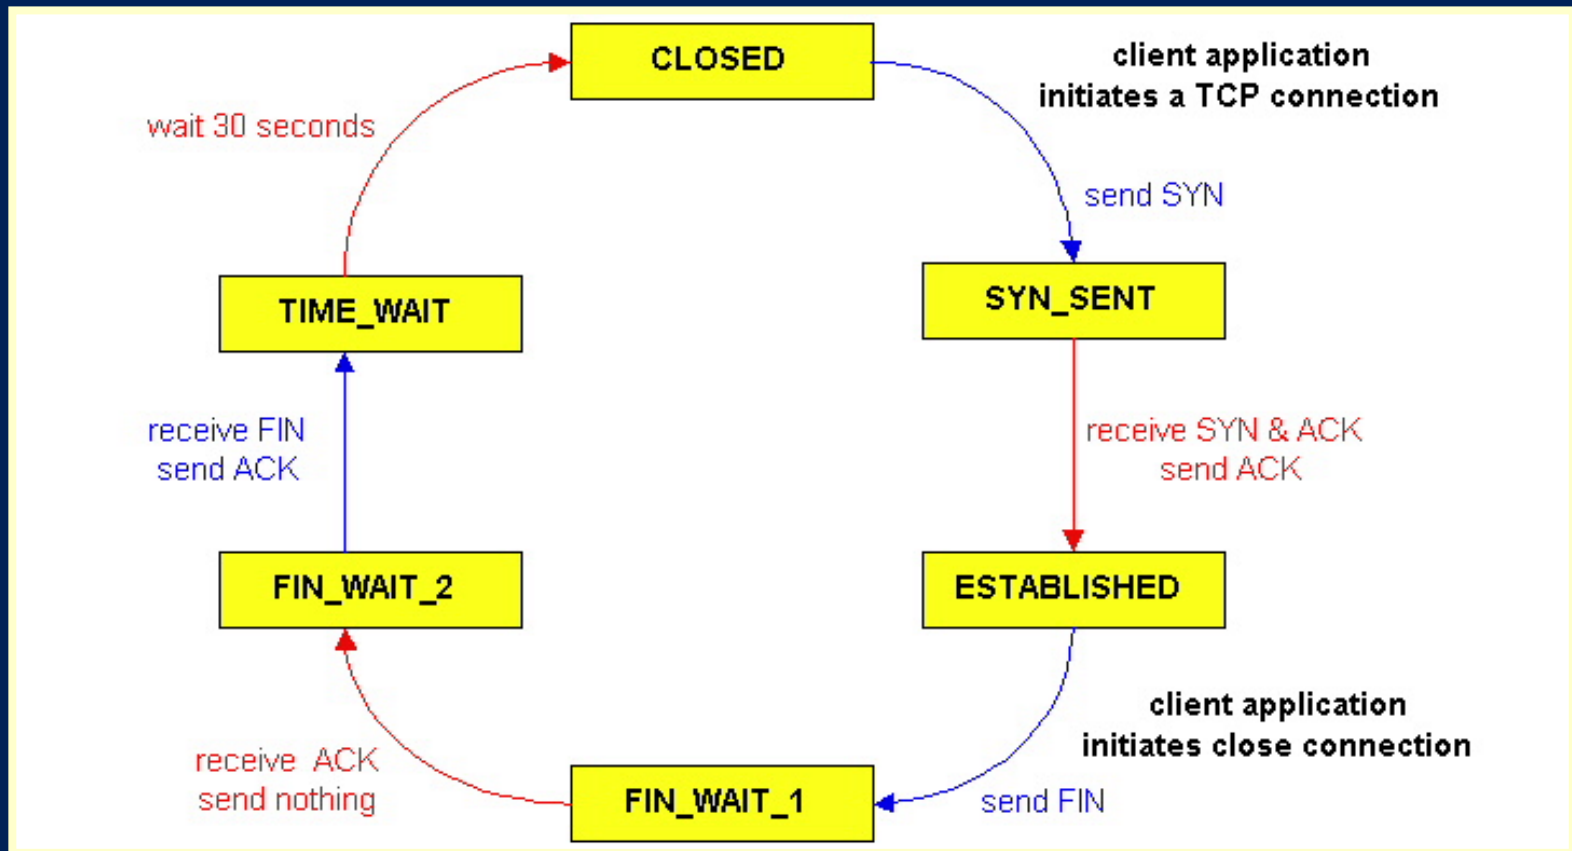 CLOSED
client application
initiates a TCP connection
wait 30 seconds
send SYN
TIME_WAIT
SYN_SENT
receive FIN
send ACK
receive SYN & ACK
send ACK
FIN_WAIT_2
ESTABLISHED
client application
initiates close connection
receive ACK
send nothing
FIN_WAIT_1
send FIN